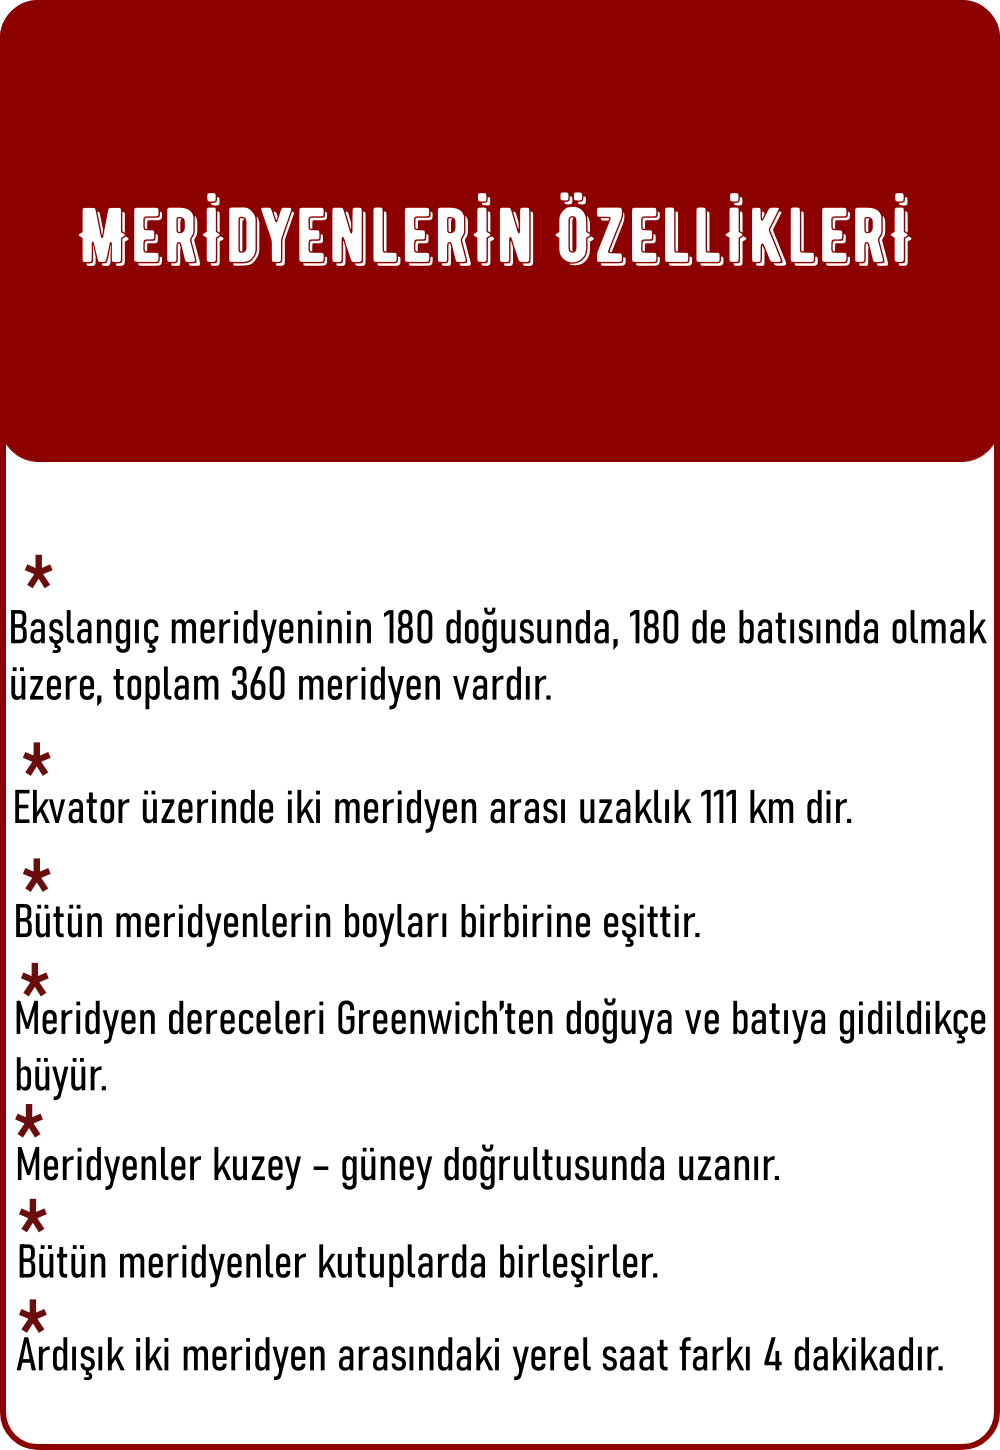 MERİDYENLERİN ÖZELLİKLERİ
*
Başlangıç meridyeninin 180 doğusunda, 180 de batısında olmak
üzere, toplam 360 meridyen vardır.
*
Ekvator üzerinde iki meridyen arası uzaklık 111 km dir.
*
Bütün meridyenlerin boyları birbirine eşittir.
*
Meridyen dereceleri Greenwich’ten doğuya ve batıya gidildikçe
büyür.
*
Meridyenler kuzey – güney doğrultusunda uzanır.
*
Bütün meridyenler kutuplarda birleşirler.
*
Ardışık iki meridyen arasındaki yerel saat farkı 4 dakikadır.